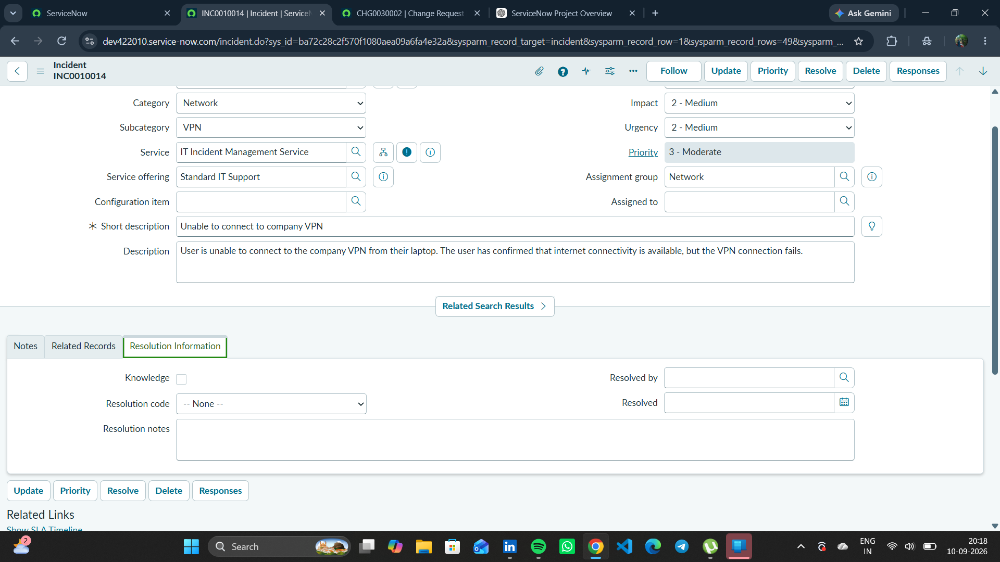 ServiceNow
INC0010014 | Incident | ServiceN
CHG0030002 | Change Request
ServiceNow Project Overview
Ask Gemini
dev422010.service-now.com/incident.do?sys_id=ba72c28c2f570f1080aea09a6fa4e32a&sysparm_record_target=incident&sysparm_record_row=1&sysparm_record_rows=49&sysparm_...
Incident
INC0010014
Follow
Update
Priority
Resolve
Delete
Responses
Category
Network
Impact
2 - Medium
Subcategory
VPN
Urgency
2 - Medium
Service
IT Incident Management Service
Priority
3 - Moderate
Service offering
Standard IT Support
Assignment group
Network
Configuration item
Assigned to
Short description
Unable to connect to company VPN
Description
User is unable to connect to the company VPN from their laptop. The user has confirmed that internet connectivity is available, but the VPN connection fails.
Related Search Results
Notes
Related Records
Resolution Information
Knowledge
Resolved by
Resolution code
-- None --
Resolved
Resolution notes
Update
Priority
Resolve
Delete
Responses
Related Links
Show SLA Timeline
2
Search
ENG
IN
20:18
10-09-2026